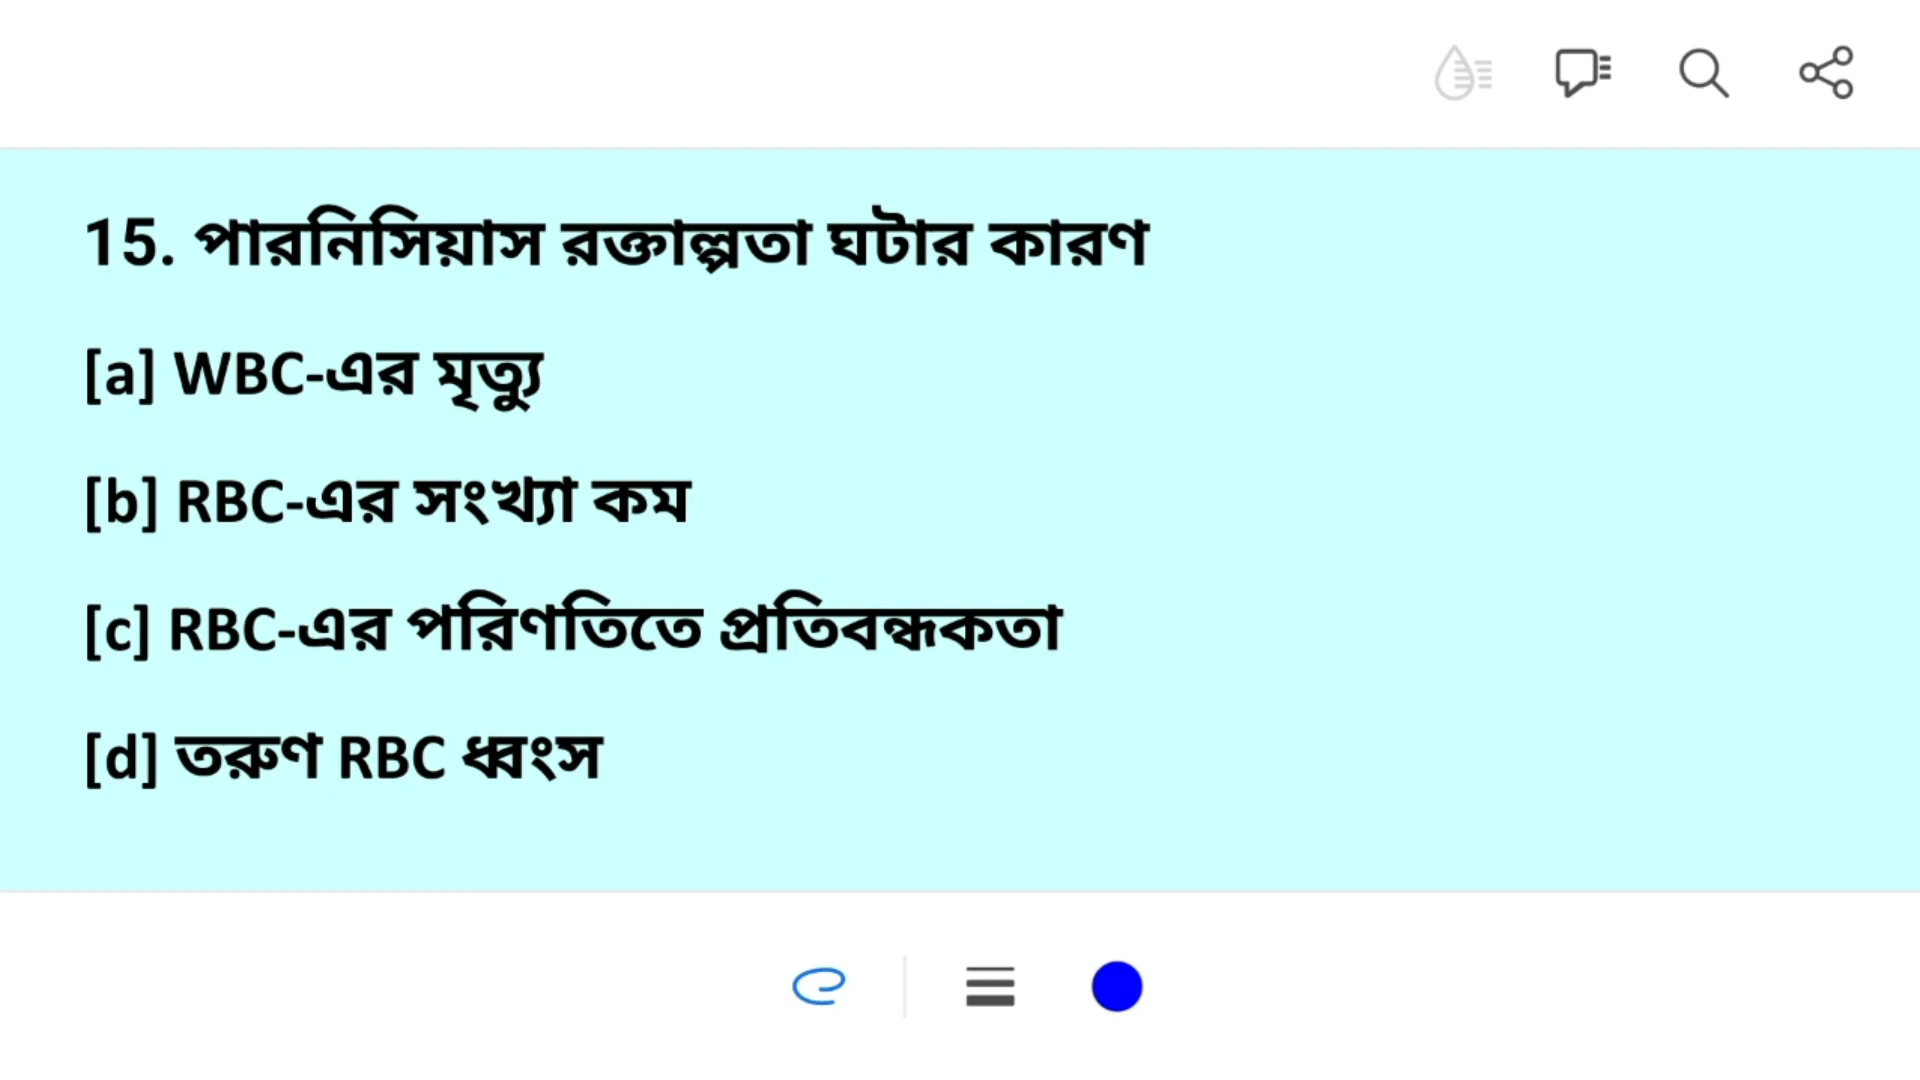 15. পারনিসিয়াস রক্তাল্পতা ঘটার কারণ
[a] WBC-এর মৃত্যু
[b] RBC-এর সংখ্যা কম
[c] RBC-এর পরিণতিতে প্রতিবন্ধকতা
[d] তরুণ RBC ধ্বংস